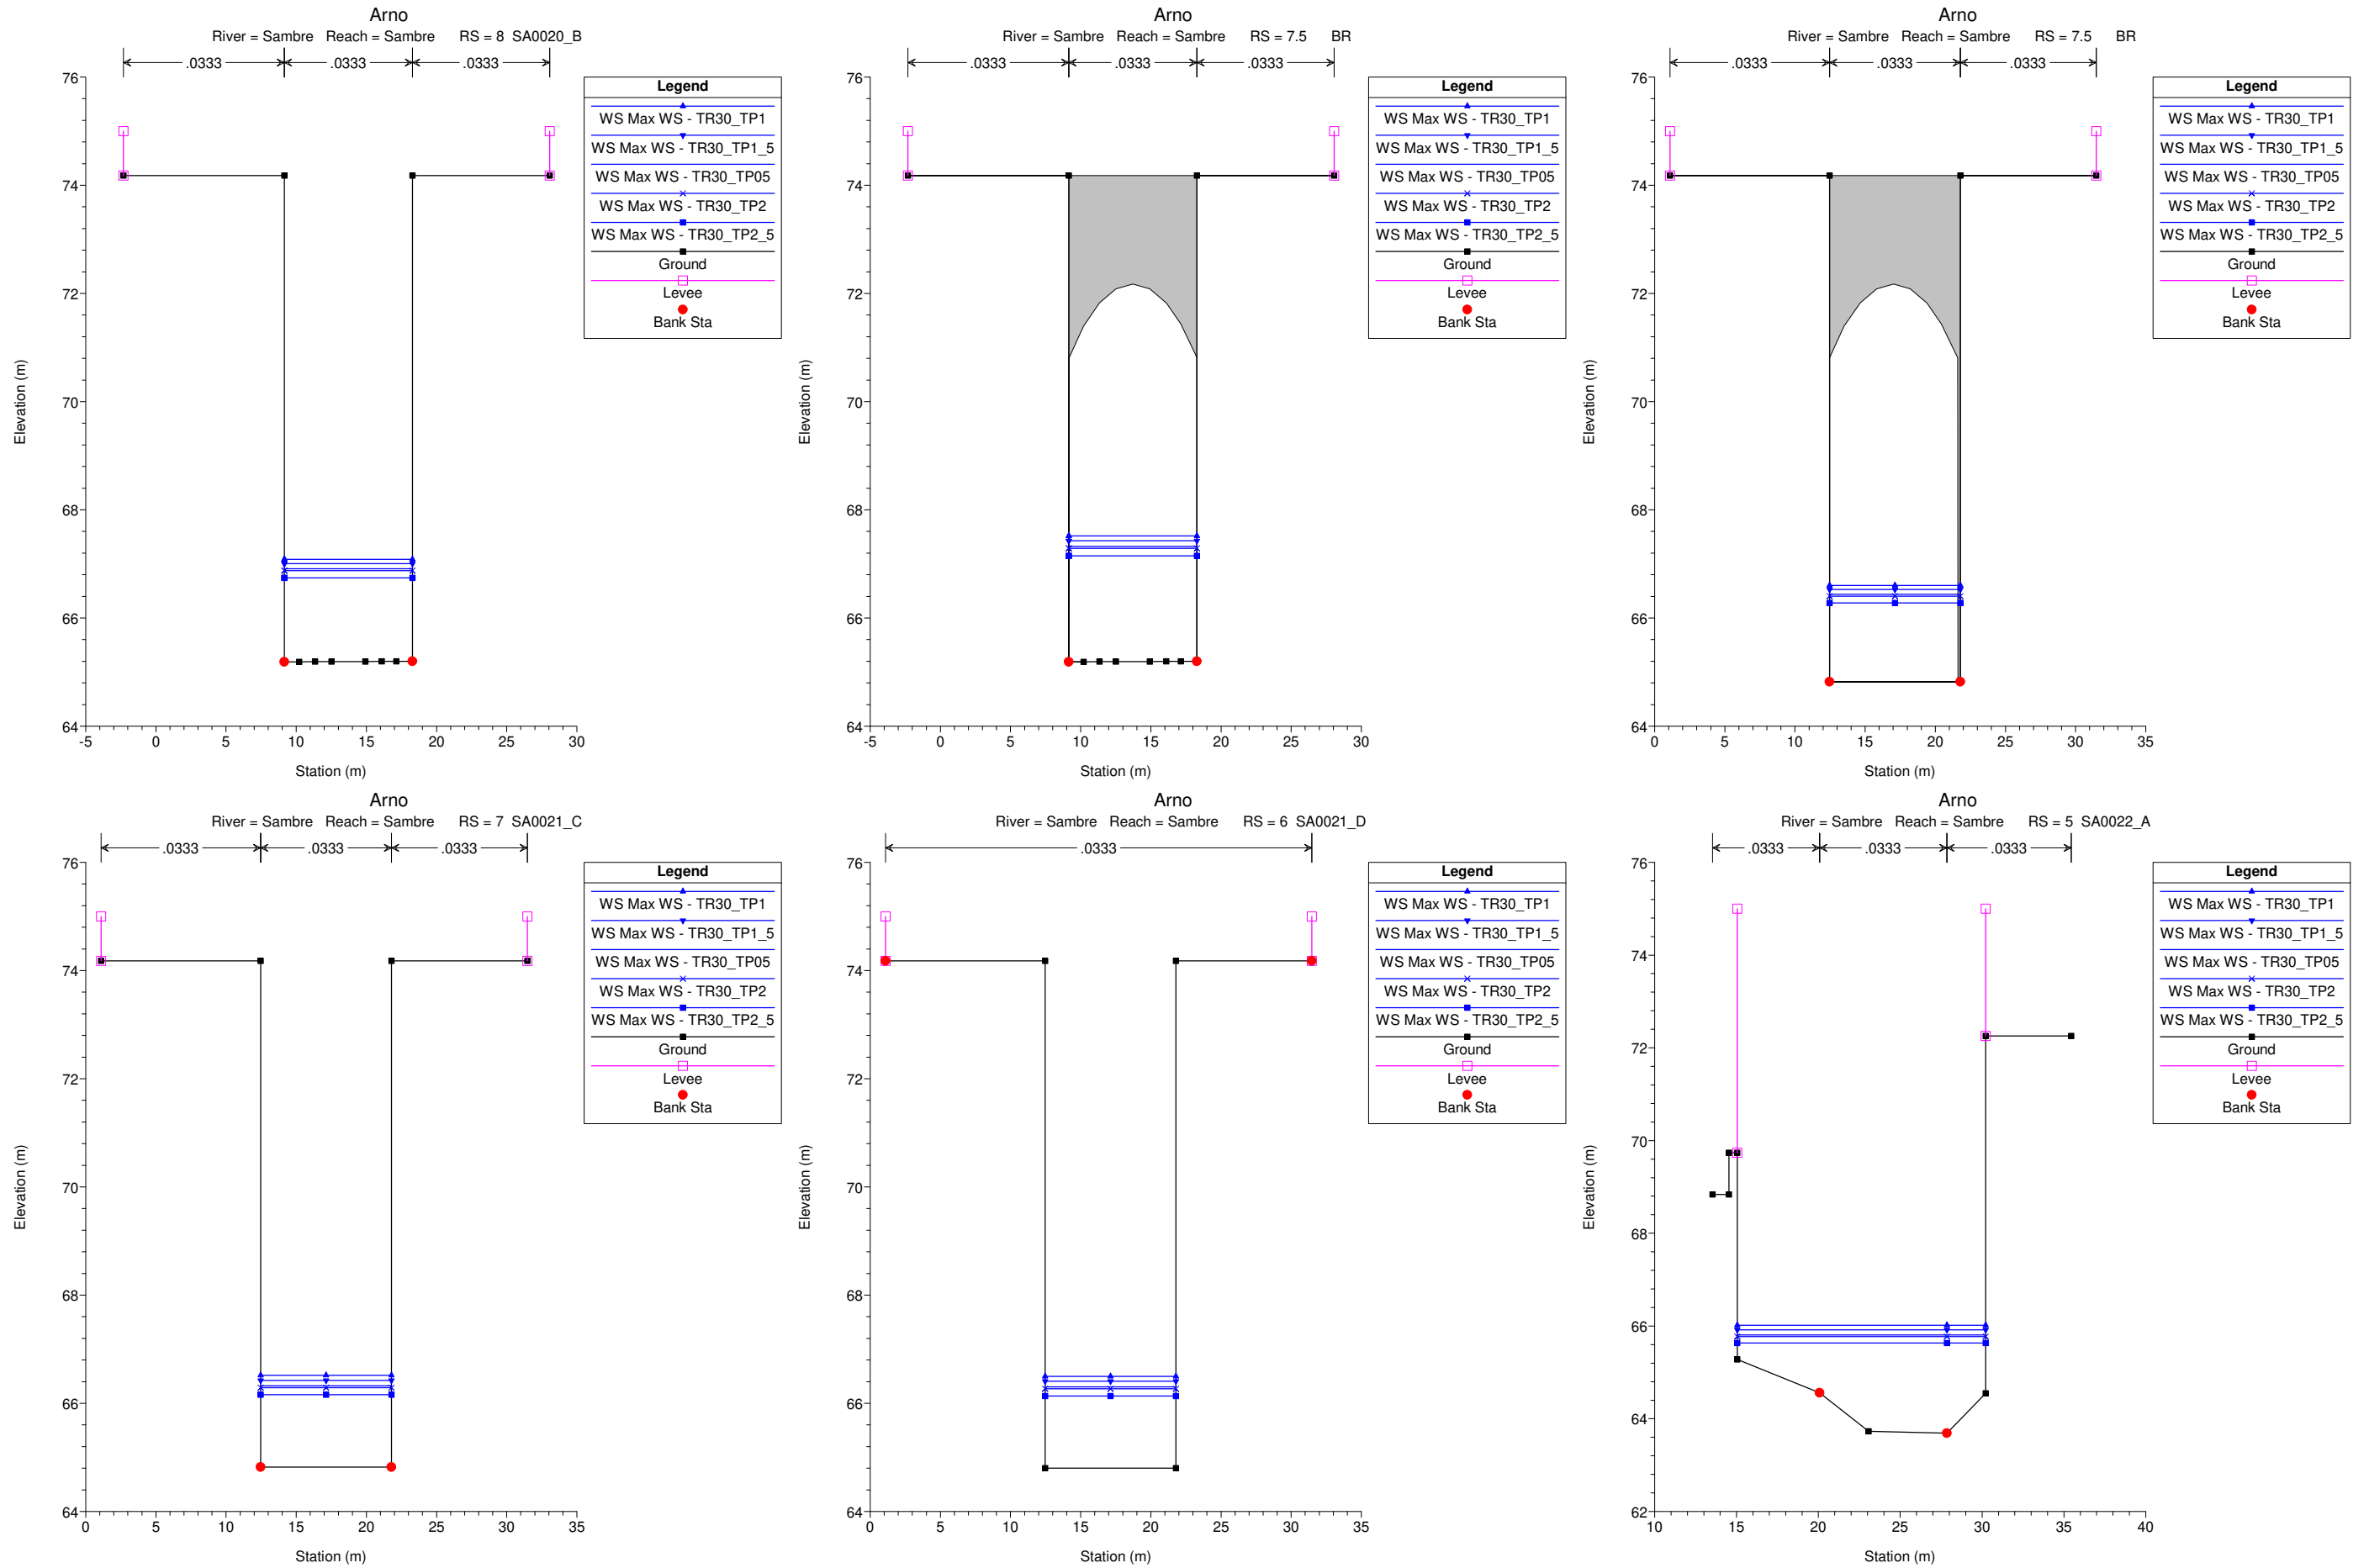 Arno
River = Sambre Reach = Sambre RS = 8 SA0020_B
.0333 .0333 .0333
76
74
72
70
68
66
64
Elevation (m)
-5 0 5 10 15 20 25 30
Station (m)
Legend
WS Max WS - TR30_TP1
WS Max WS - TR30_TP1_5
WS Max WS - TR30_TP05
WS Max WS - TR30_TP2
WS Max WS - TR30_TP2_5
Ground
Levee
Bank Sta
Arno
River = Sambre Reach = Sambre RS = 7.5 BR
.0333 .0333 .0333
76
74
72
70
68
66
64
Elevation (m)
-5 0 5 10 15 20 25 30
Station (m)
Legend
WS Max WS - TR30_TP1
WS Max WS - TR30_TP1_5
WS Max WS - TR30_TP05
WS Max WS - TR30_TP2
WS Max WS - TR30_TP2_5
Ground
Levee
Bank Sta
Arno
River = Sambre Reach = Sambre RS = 7.5 BR
.0333 .0333 .0333
76
74
72
70
68
66
64
Elevation (m)
0 5 10 15 20 25 30 35
Station (m)
Legend
WS Max WS - TR30_TP1
WS Max WS - TR30_TP1_5
WS Max WS - TR30_TP05
WS Max WS - TR30_TP2
WS Max WS - TR30_TP2_5
Ground
Levee
Bank Sta
Arno
River = Sambre Reach = Sambre RS = 7 SA0021_C
.0333 .0333 .0333
76
74
72
70
68
66
64
Elevation (m)
0 5 10 15 20 25 30 35
Station (m)
Legend
WS Max WS - TR30_TP1
WS Max WS - TR30_TP1_5
WS Max WS - TR30_TP05
WS Max WS - TR30_TP2
WS Max WS - TR30_TP2_5
Ground
Levee
Bank Sta
Arno
River = Sambre Reach = Sambre RS = 6 SA0021_D
.0333
76
74
72
70
68
66
64
Elevation (m)
0 5 10 15 20 25 30 35
Station (m)
Legend
WS Max WS - TR30_TP1
WS Max WS - TR30_TP1_5
WS Max WS - TR30_TP05
WS Max WS - TR30_TP2
WS Max WS - TR30_TP2_5
Ground
Levee
Bank Sta
Arno
River = Sambre Reach = Sambre RS = 5 SA0022_A
.0333 .0333 .0333
76
74
72
70
68
66
64
62
Elevation (m)
10 15 20 25 30 35 40
Station (m)
Legend
WS Max WS - TR30_TP1
WS Max WS - TR30_TP1_5
WS Max WS - TR30_TP05
WS Max WS - TR30_TP2
WS Max WS - TR30_TP2_5
Ground
Levee
Bank Sta